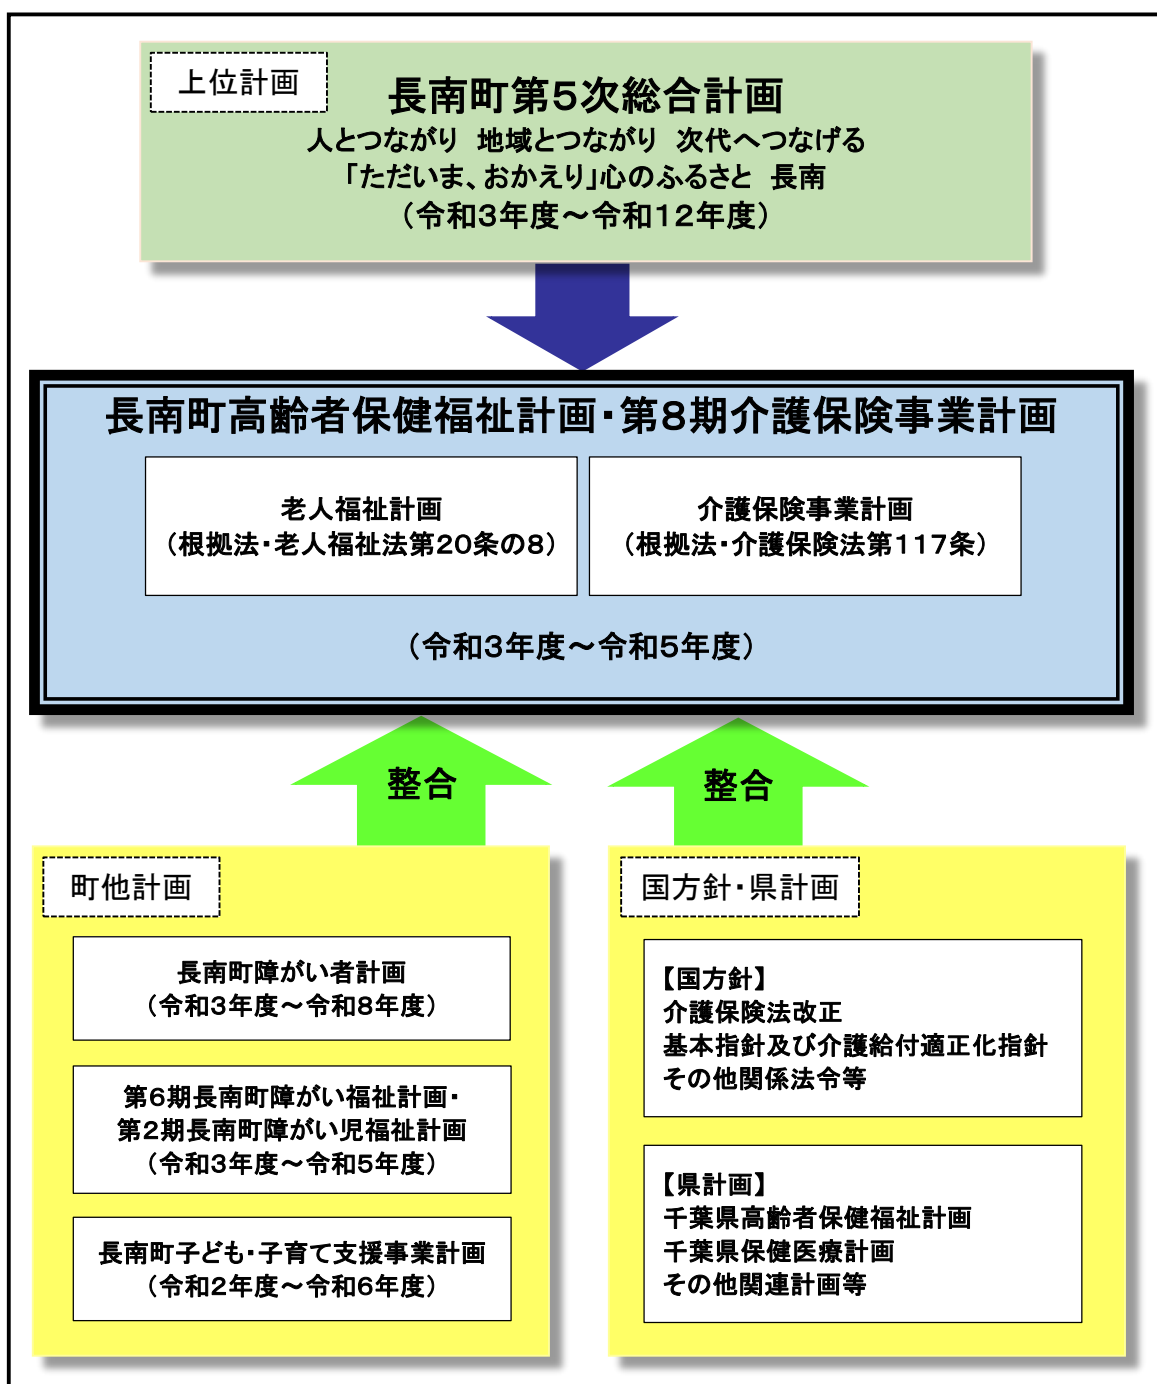 上位計画
長南町第5次総合計画
人とつながり 地域とつながり 次代へつなげる
「ただいま、おかえり」心のふるさと 長南
（令和3年度～令和12年度）
長南町高齢者保健福祉計画・第8期介護保険事業計画
老人福祉計画
（根拠法・老人福祉法第20条の8）
介護保険事業計画
（根拠法・介護保険法第117条）
（令和3年度～令和5年度）
整合
整合
町他計画
長南町障がい者計画
（令和3年度～令和8年度）
第6期長南町障がい福祉計画・
第2期長南町障がい児福祉計画
（令和3年度～令和5年度）
長南町子ども・子育て支援事業計画
（令和2年度～令和6年度）
国方針・県計画
【国方針】
介護保険法改正
基本指針及び介護給付適正化指針
その他関係法令等
【県計画】
千葉県高齢者保健福祉計画
千葉県保健医療計画
その他関連計画等